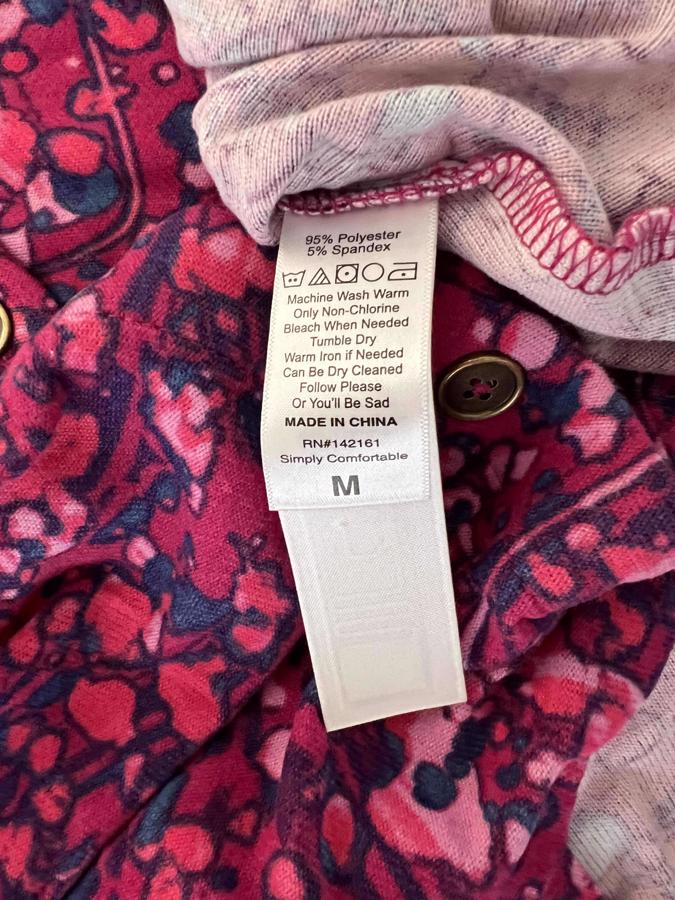 95% Polyester
5% Spandex
Machine Wash Warm
Only Non-Chlorine
Bleach When Needed
Tumble Dry
Warm Iron if Needed
Can Be Dry Cleaned
Follow Please
Or You'll Be Sad
MADE IN CHINA
RN#142161
Simply Comfortable
M